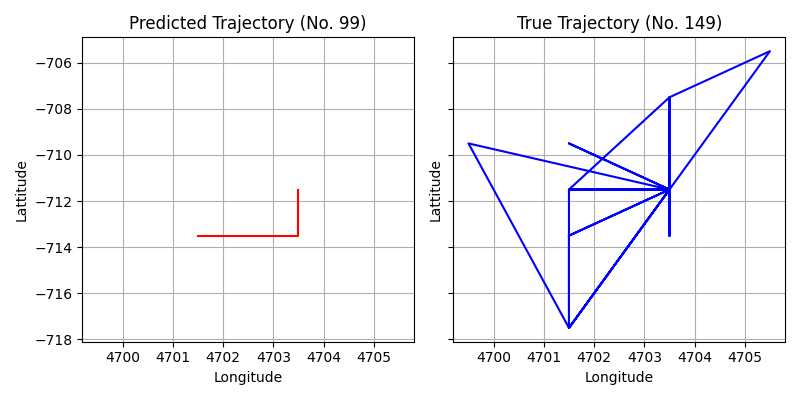 Predicted Trajectory (No. 99)
Lattitude
−706
−708
−710
−712
−714
−716
−718
4700 4701 4702 4703 4704 4705
Longitude
True Trajectory (No. 149)
Lattitude
4700 4701 4702 4703 4704 4705
Longitude